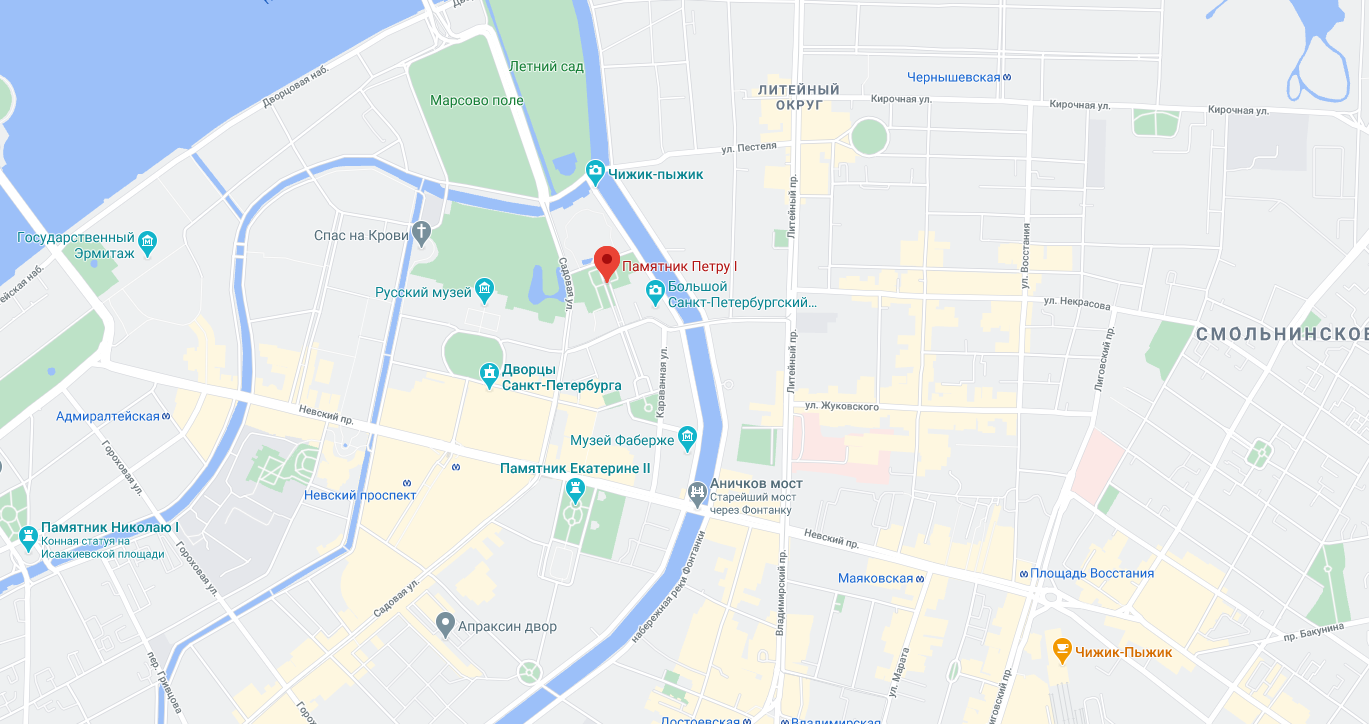 Дворцовая наб.
Летний сад
Марсово поле
Чернышевская
ЛИТЕЙНЫЙ
ОКРУГ
Кирочная ул.
Кирочная ул.
Кирочная ул.
ул. Пестеля
Чижик-пыжик
Литейный пр.
Государственный
Эрмитаж
Спас на Крови
ул. Восстания
Садовая ул.
Памятник Петру I
Русский музей
Большой
Санкт-Петербургский...
ул. Некрасова
СМОЛЬНИНСКОЕ
Литейный пр.
Лиговский пр.
Караванная ул.
Дворцы
Санкт-Петербурга
Адмиралтейская
Невский пр.
ул. Жуковского
Музей Фаберже
Гороховая ул.
Памятник Екатерине II
Невский проспект
Аничков мост
Старейший мост
через Фонтанку
Памятник Николаю I
Конная статуя на
Исаакиевской площади
Невский пр.
Гороховая ул.
Садовая ул.
набережная реки Фонтанки
Владимирский пр.
Маяковская
Площадь Восстания
Апраксин двор
пр. Бакунина
Чижик-Пыжик
пер. Гривцова
ул. Марата
Достоевская
Владимирская